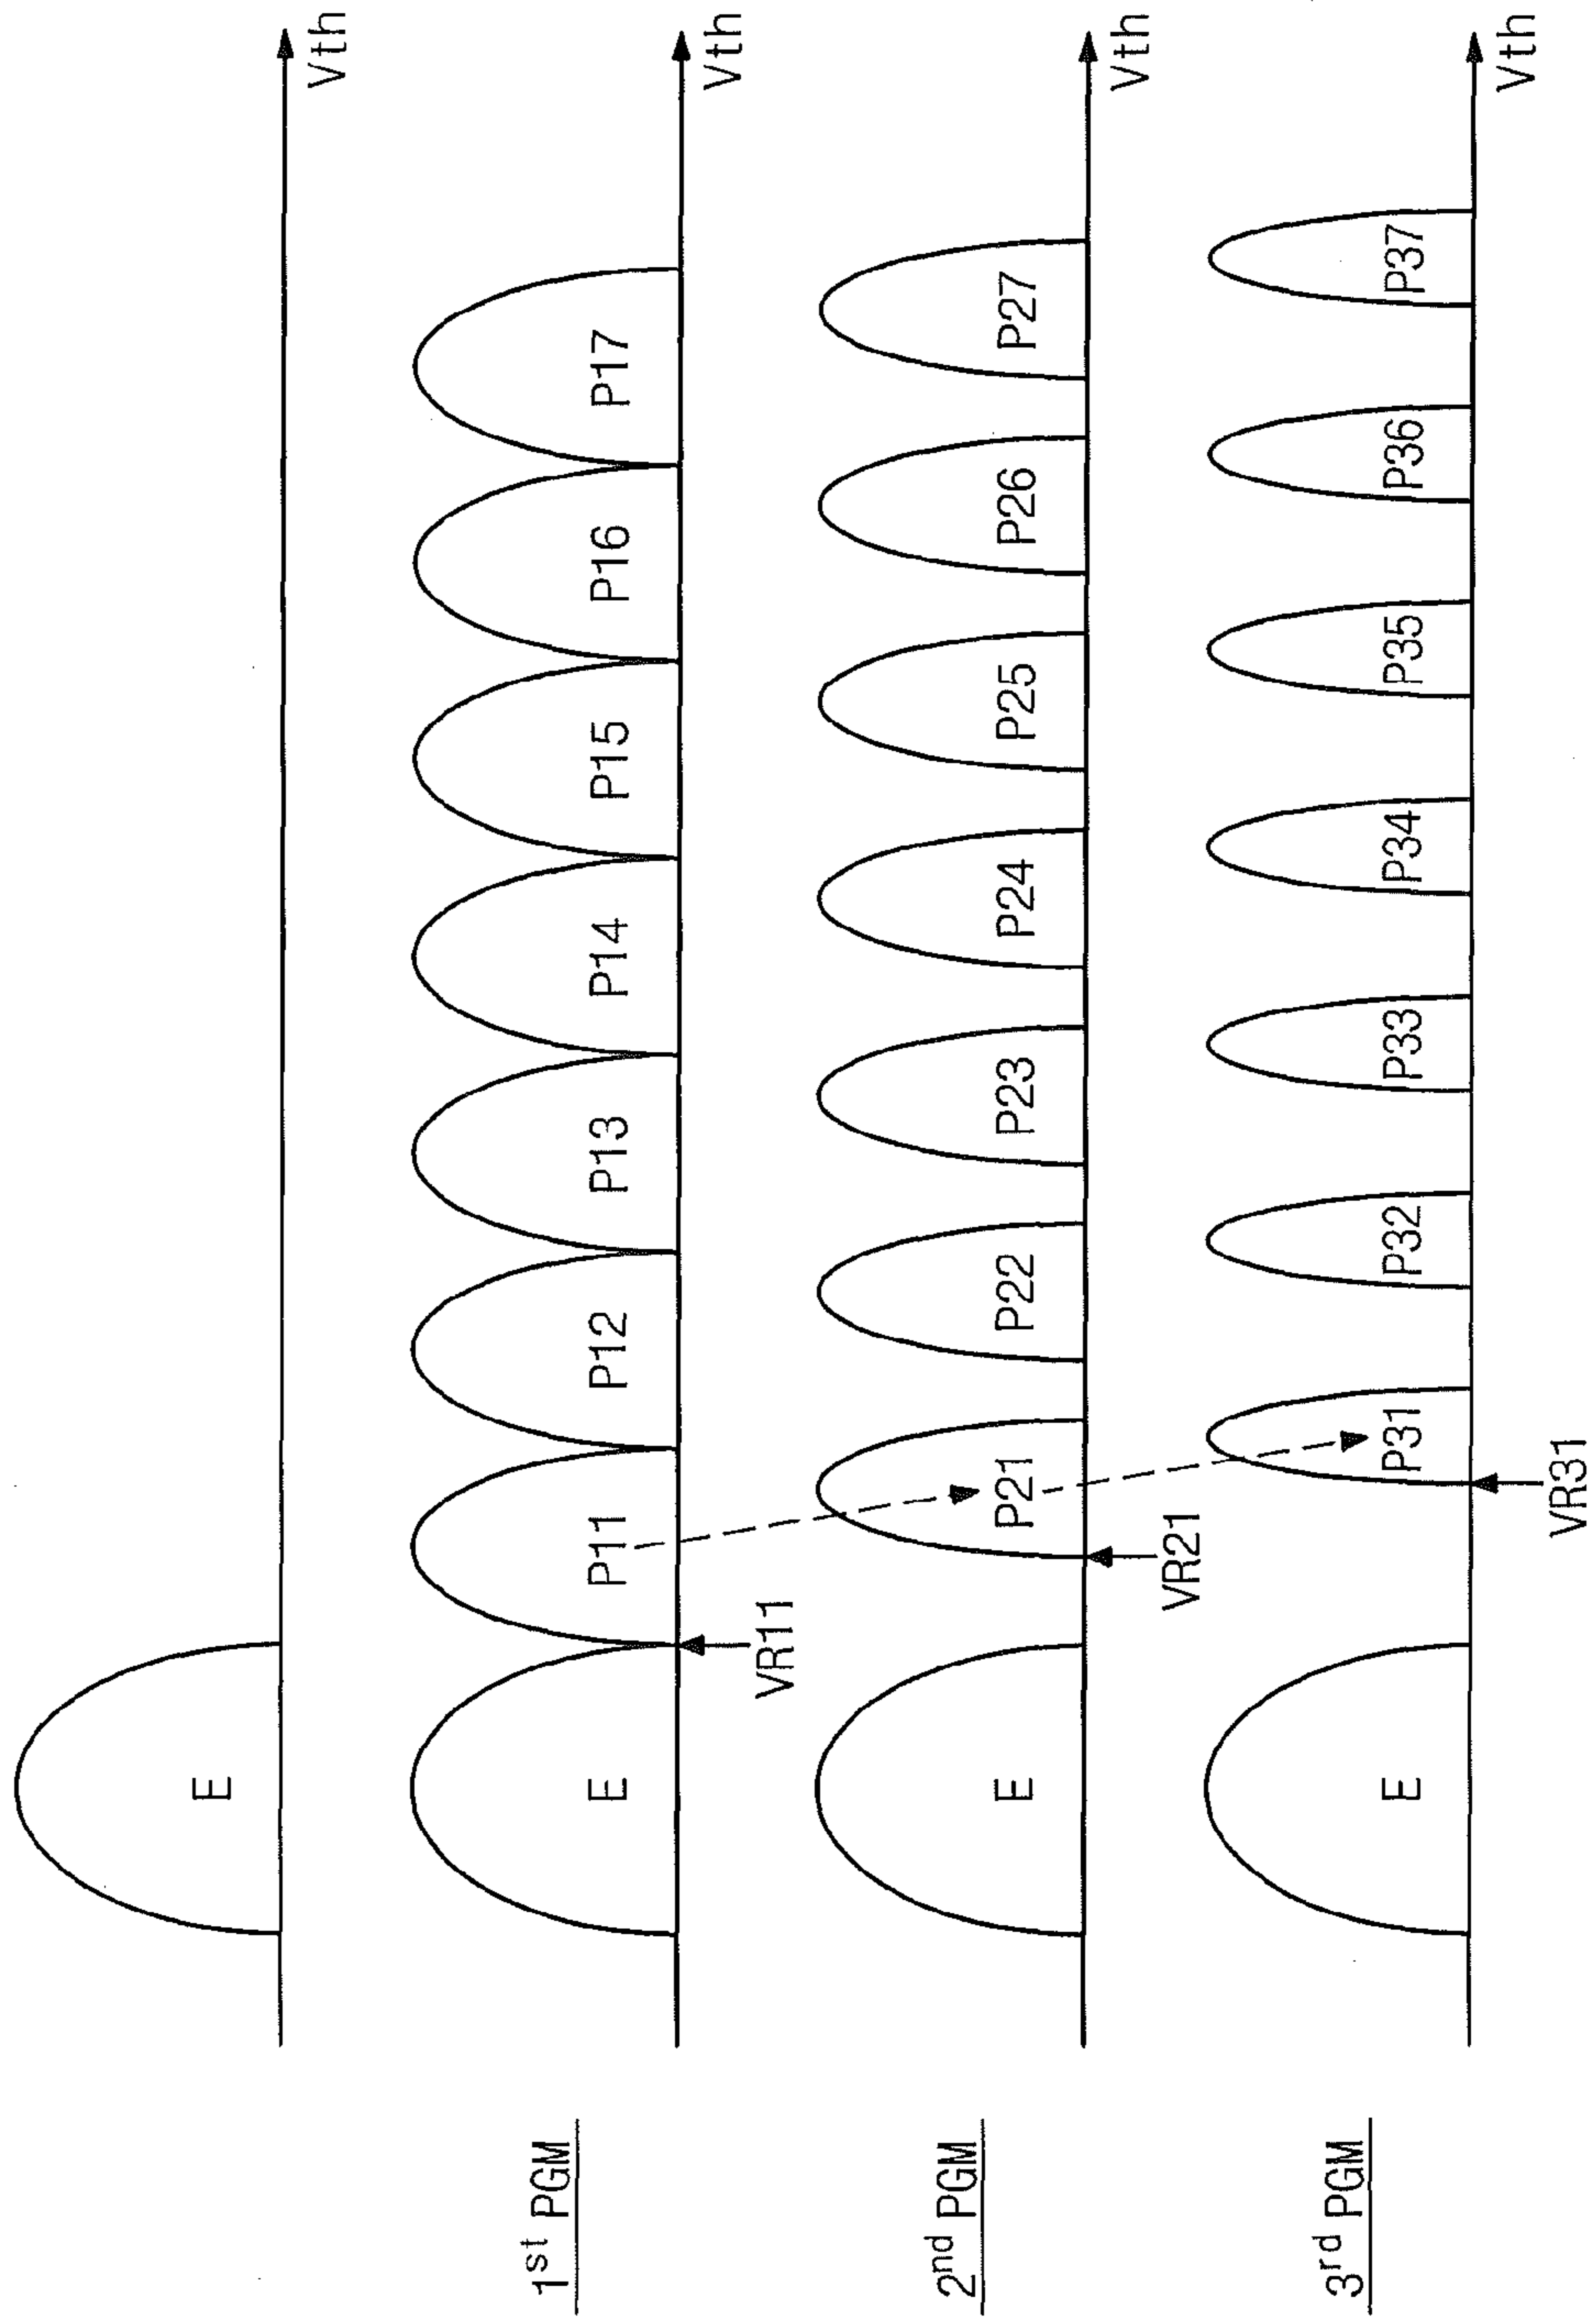 E
Vth
1st PGM
E P11 P12 P13 P14 P15 P16 P17
Vth
VR11
2nd PGM
E P21 P22 P23 P24 P25 P26 P27
Vth
VR21
3rd PGM
E P31 P32 P33 P34 P35 P36 P37
Vth
VR31